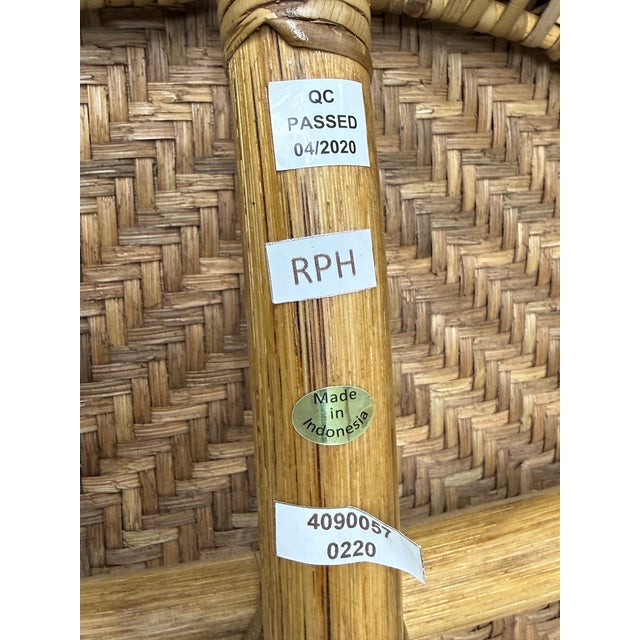 QC
PASSED
04/2020
RPH
Made
in
Indonesia
4090057
0220